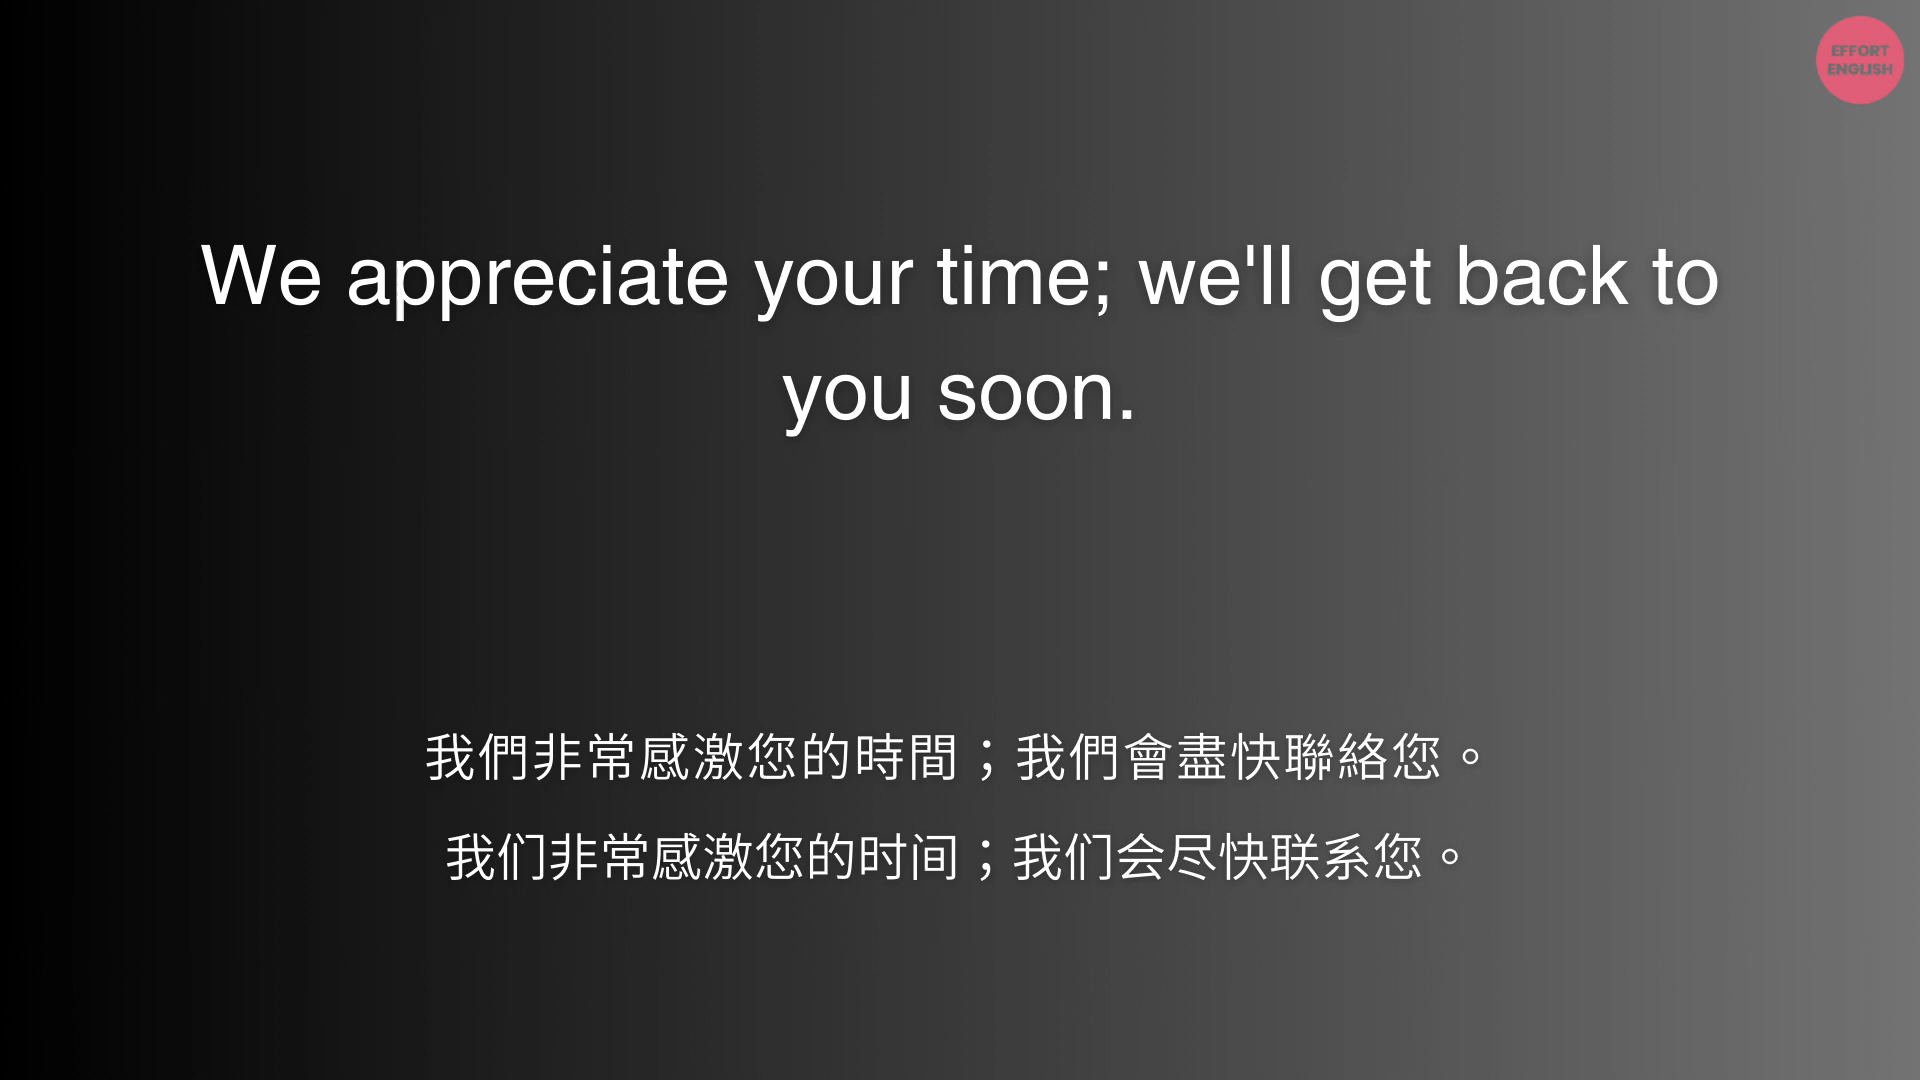 EFFORT
ENGLISH
We appreciate your time; we'll get back to
you soon.
我們非常感激您的時間；我們會盡快聯絡您。
我们非常感激您的时间；我们会尽快联系您。